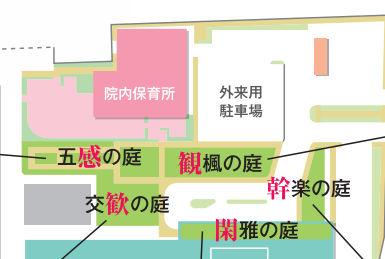 院内保育所
外来用
駐車場
五感の庭
観楓の庭
幹楽の庭
交歓の庭
閑雅の庭